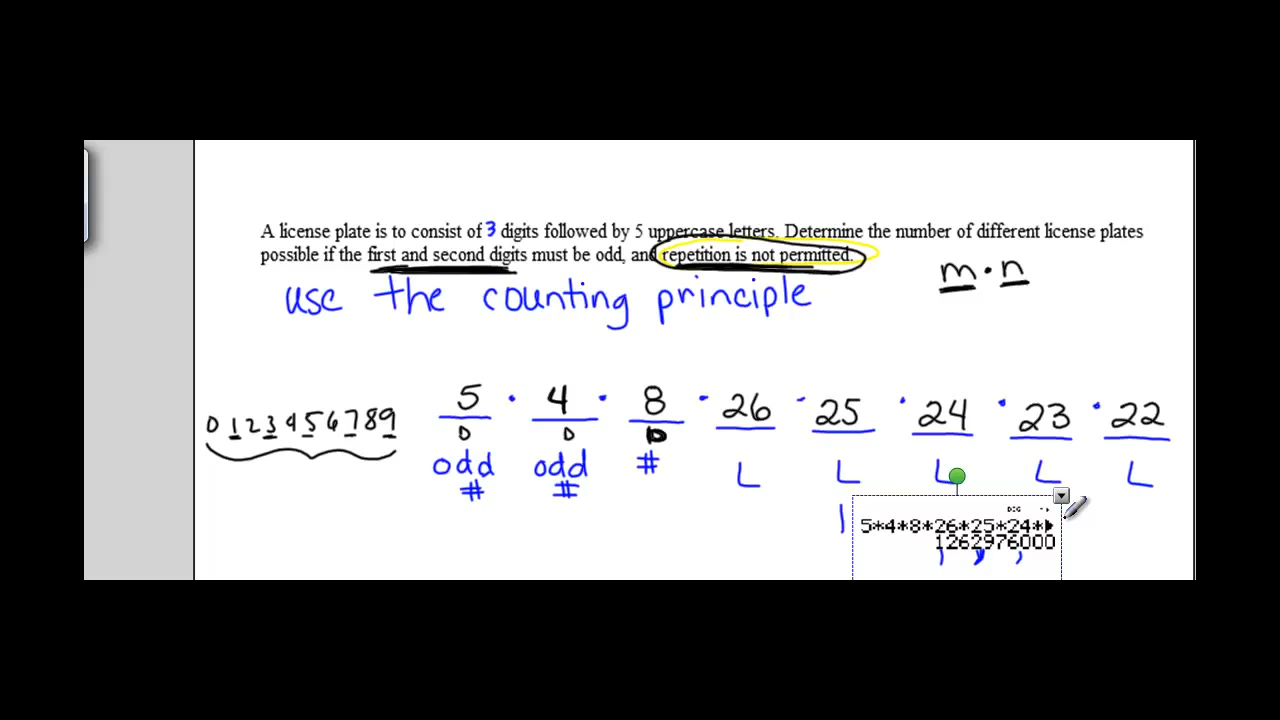 A license plate is to consist of 3 digits followed by 5 uppercase letters. Determine the number of different license plates
possible if the first and second digits must be odd, and repetition is not permitted.
m · n
use the counting principle
0 1 2 3 4 5 6 7 8 9
5 · 4 · 8 · 26 · 25 · 24 · 23 · 22
D D D
odd odd # L L L L L
# #
DEG
5*4*8*26*25*24*▶
1262976000